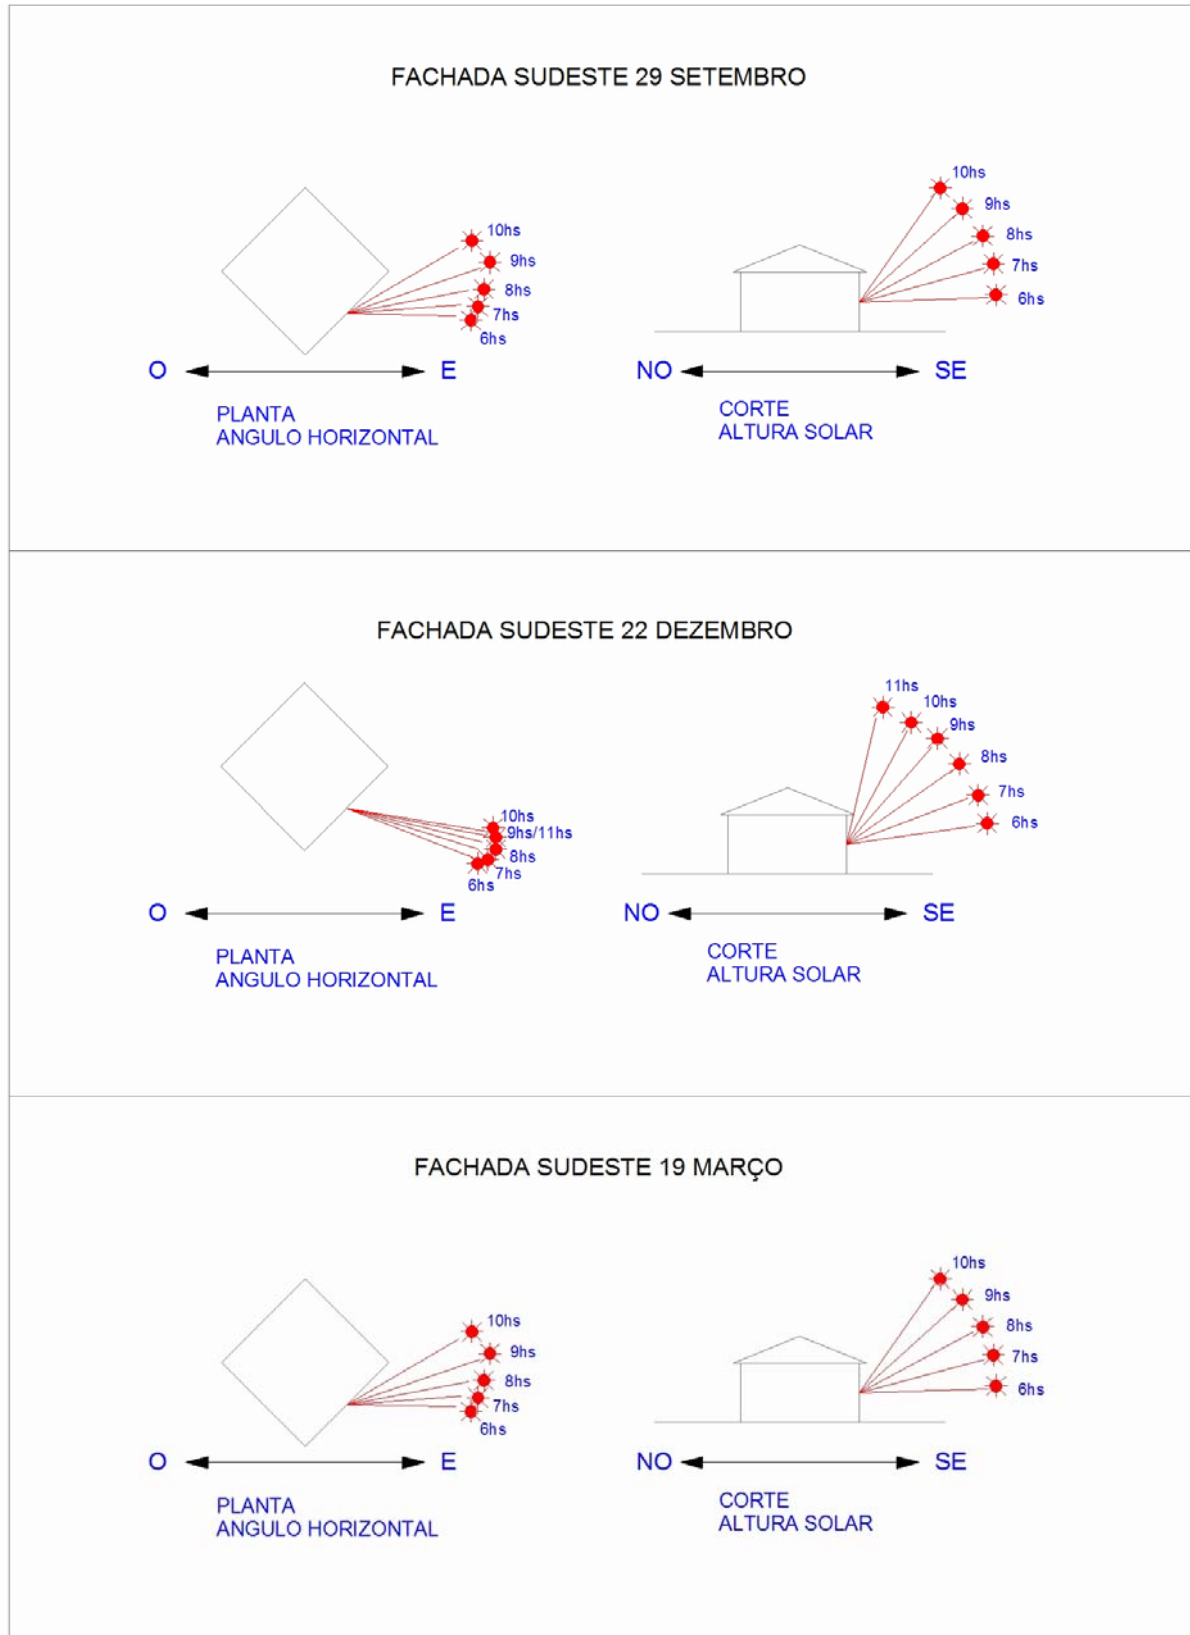 FACHADA SUDESTE 29 SETEMBRO
10hs
9hs
8hs
7hs
6hs
O E
PLANTA
ANGULO HORIZONTAL
10hs
9hs
8hs
7hs
6hs
NO SE
CORTE
ALTURA SOLAR
FACHADA SUDESTE 22 DEZEMBRO
10hs
9hs/11hs
8hs
7hs
6hs
O E
PLANTA
ANGULO HORIZONTAL
11hs
10hs
9hs
8hs
7hs
6hs
NO SE
CORTE
ALTURA SOLAR
FACHADA SUDESTE 19 MARÇO
10hs
9hs
8hs
7hs
6hs
O E
PLANTA
ANGULO HORIZONTAL
10hs
9hs
8hs
7hs
6hs
NO SE
CORTE
ALTURA SOLAR